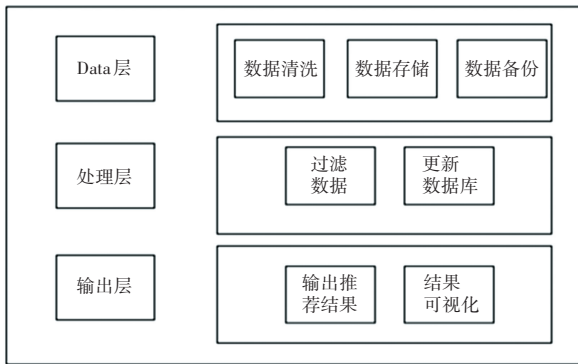 Data层
数据清洗
数据存储
数据备份
处理层
过滤
数据
更新
数据库
输出层
输出推
荐结果
结果
可视化